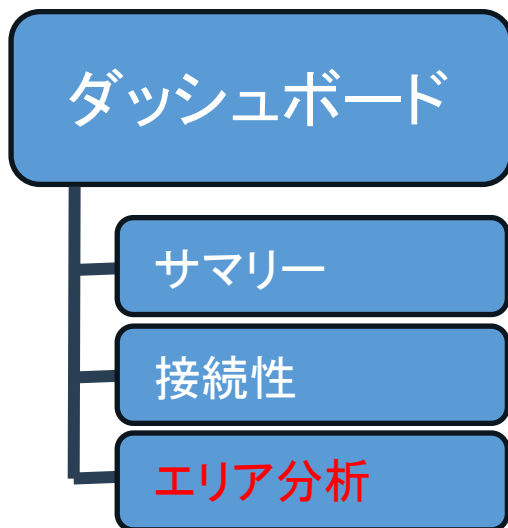 ダッシュボード
サマリー
接続性
エリア分析